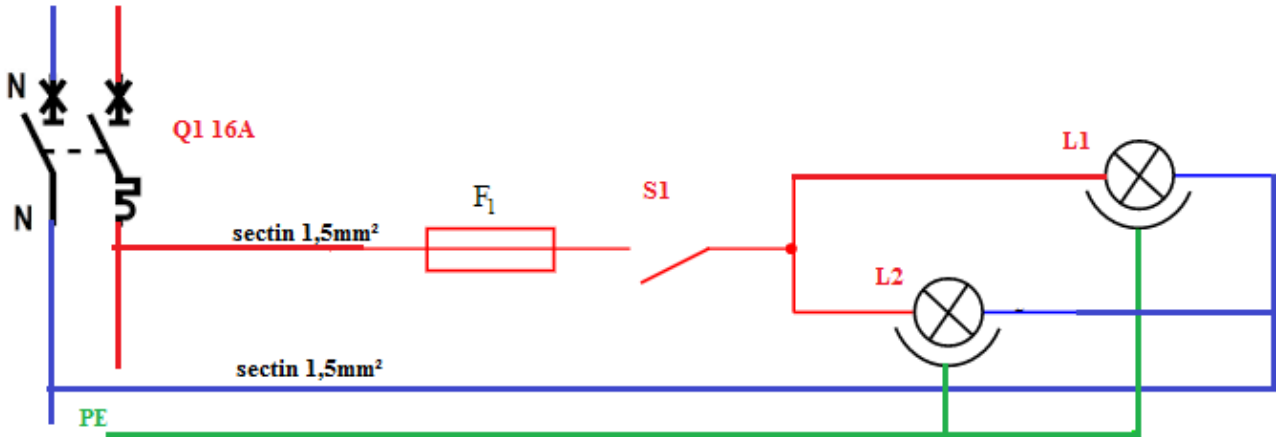 N
Q1 16A
N
sectin 1,5mm²
F1
S1
L1
L2
sectin 1,5mm²
PE